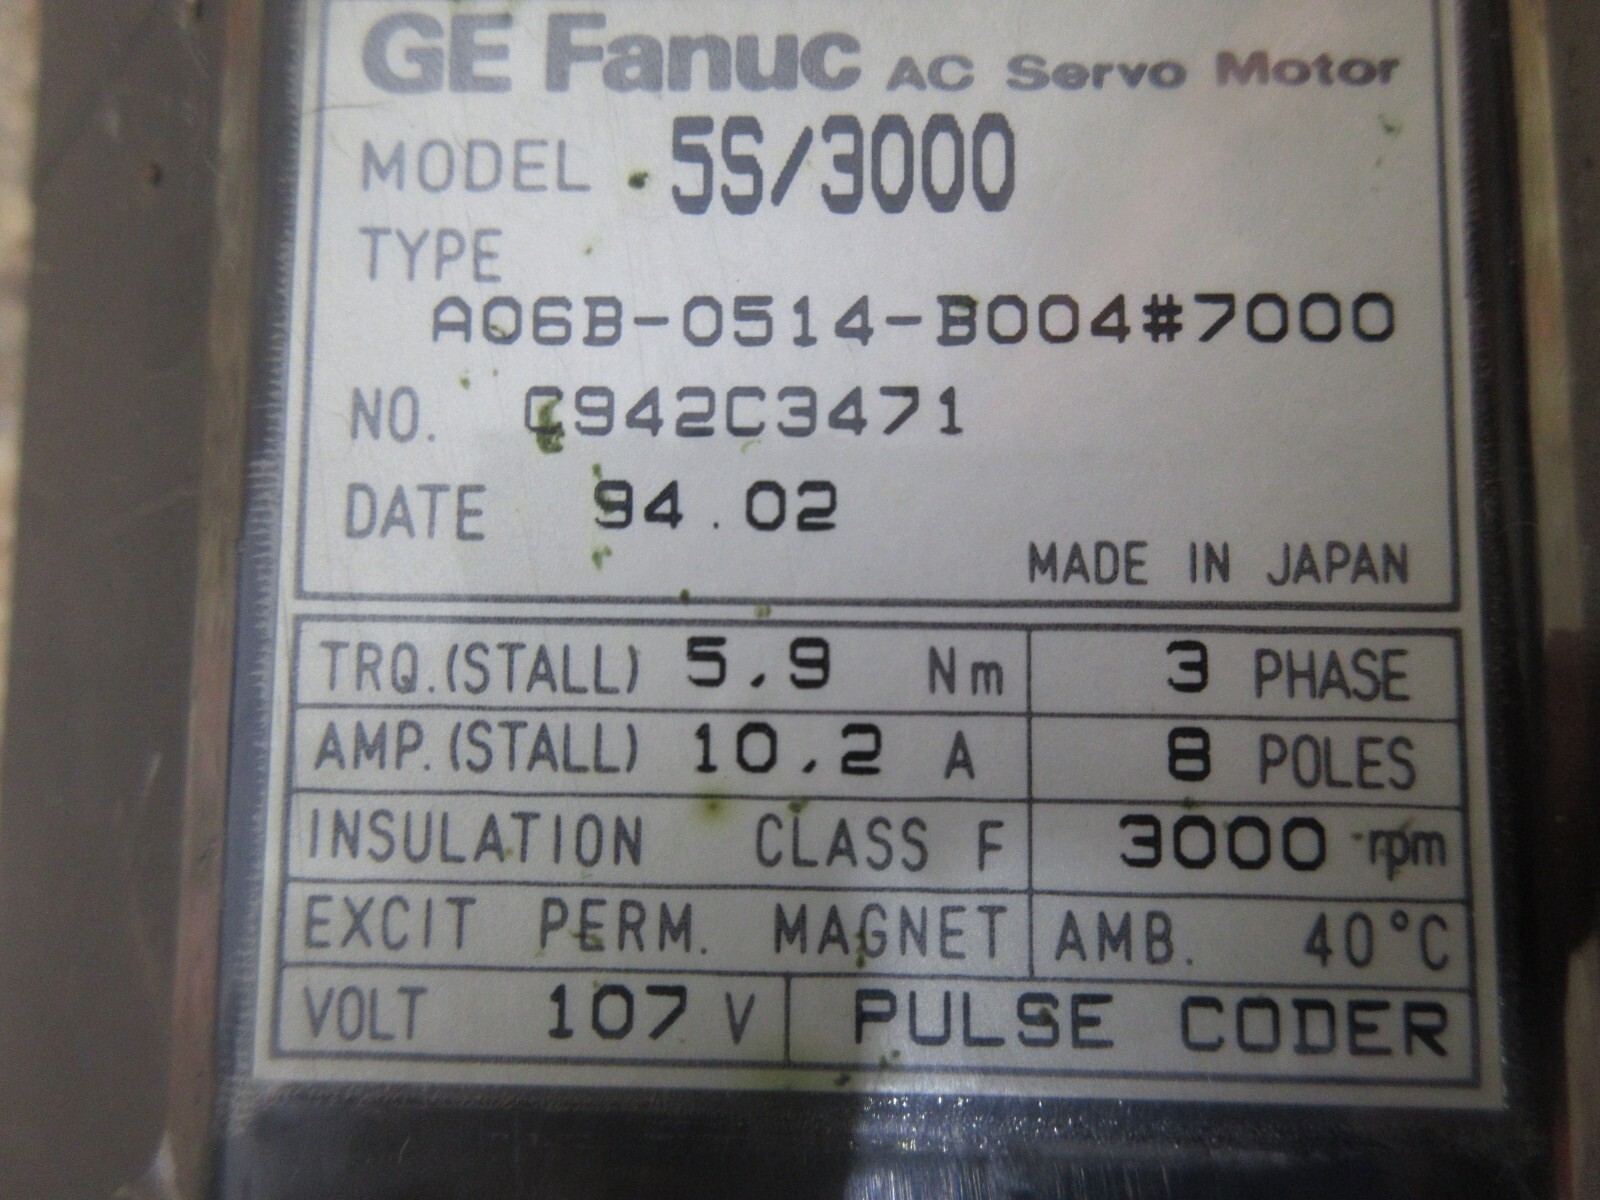 GE Fanuc AC Servo Motor
MODEL 5S/3000
TYPE
A06B-0514-B004#7000
NO. C942C3471
DATE 94.02
MADE IN JAPAN
TRQ.(STALL) 5.9 Nm 3 PHASE
AMP.(STALL) 10.2 A 8 POLES
INSULATION CLASS F 3000 rpm
EXCIT PERM. MAGNET AMB. 40°C
VOLT 107 V PULSE CODER